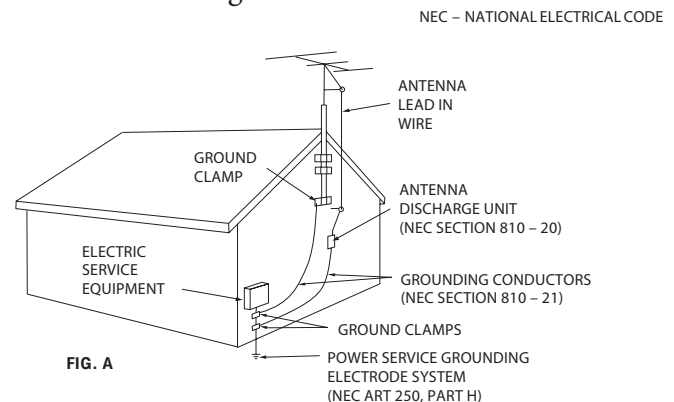 NEC – NATIONAL ELECTRICAL CODE
ANTENNA
LEAD IN
WIRE
GROUND
CLAMP
ANTENNA
DISCHARGE UNIT
(NEC SECTION 810 – 20)
ELECTRIC
SERVICE
EQUIPMENT
GROUNDING CONDUCTORS
(NEC SECTION 810 – 21)
GROUND CLAMPS
FIG. A
POWER SERVICE GROUNDING
ELECTRODE SYSTEM
(NEC ART 250, PART H)